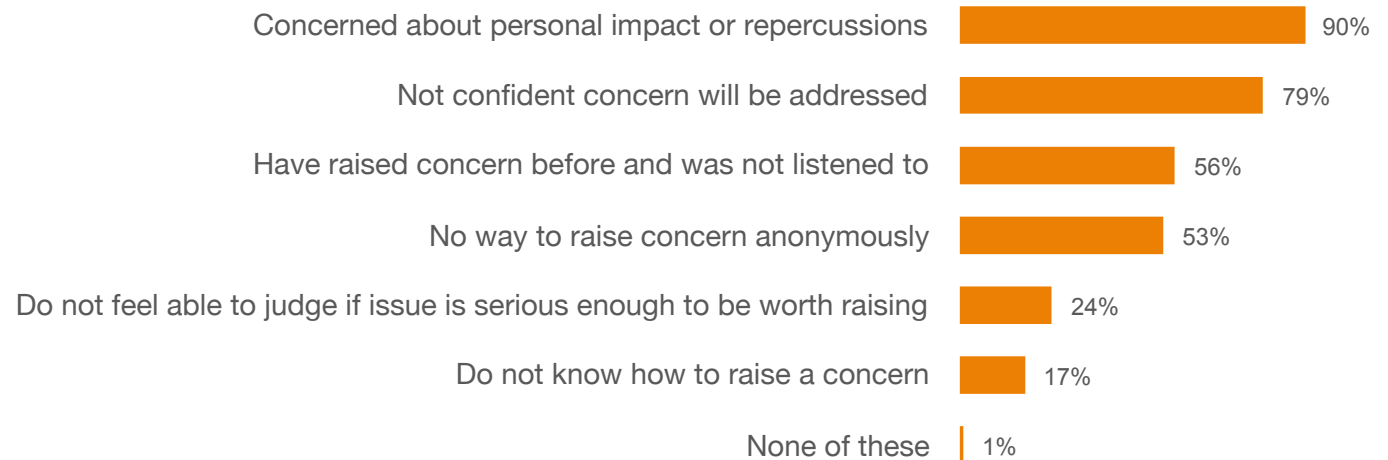 Concerned about personal impact or repercussions 90%
Not confident concern will be addressed 79%
Have raised concern before and was not listened to 56%
No way to raise concern anonymously 53%
Do not feel able to judge if issue is serious enough to be worth raising 24%
Do not know how to raise a concern 17%
None of these 1%